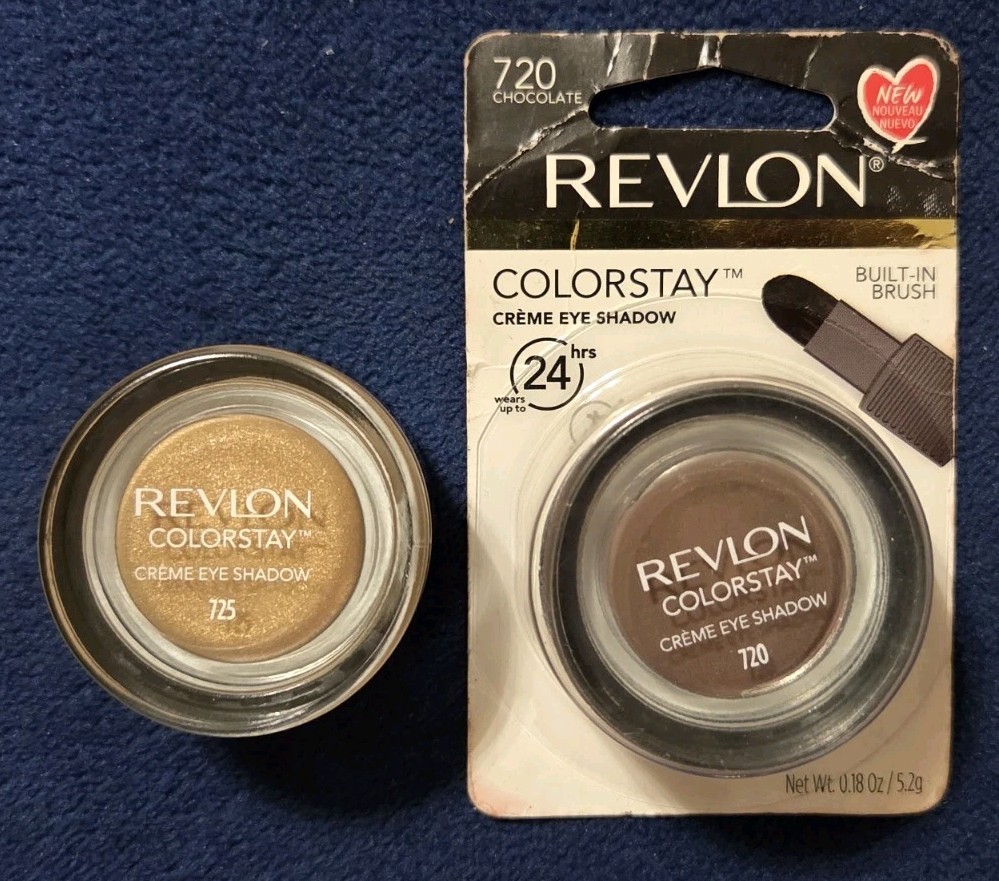 720
CHOCOLATE
NEW
NOUVEAU
NUEVO
REVLON®
COLORSTAY™
CRÈME EYE SHADOW
BUILT-IN
BRUSH
24 hrs
wears
up to
REVLON
COLORSTAY™
CRÈME EYE SHADOW
725
REVLON
COLORSTAY™
CRÈME EYE SHADOW
720
Net Wt. 0.18 Oz / 5.2g